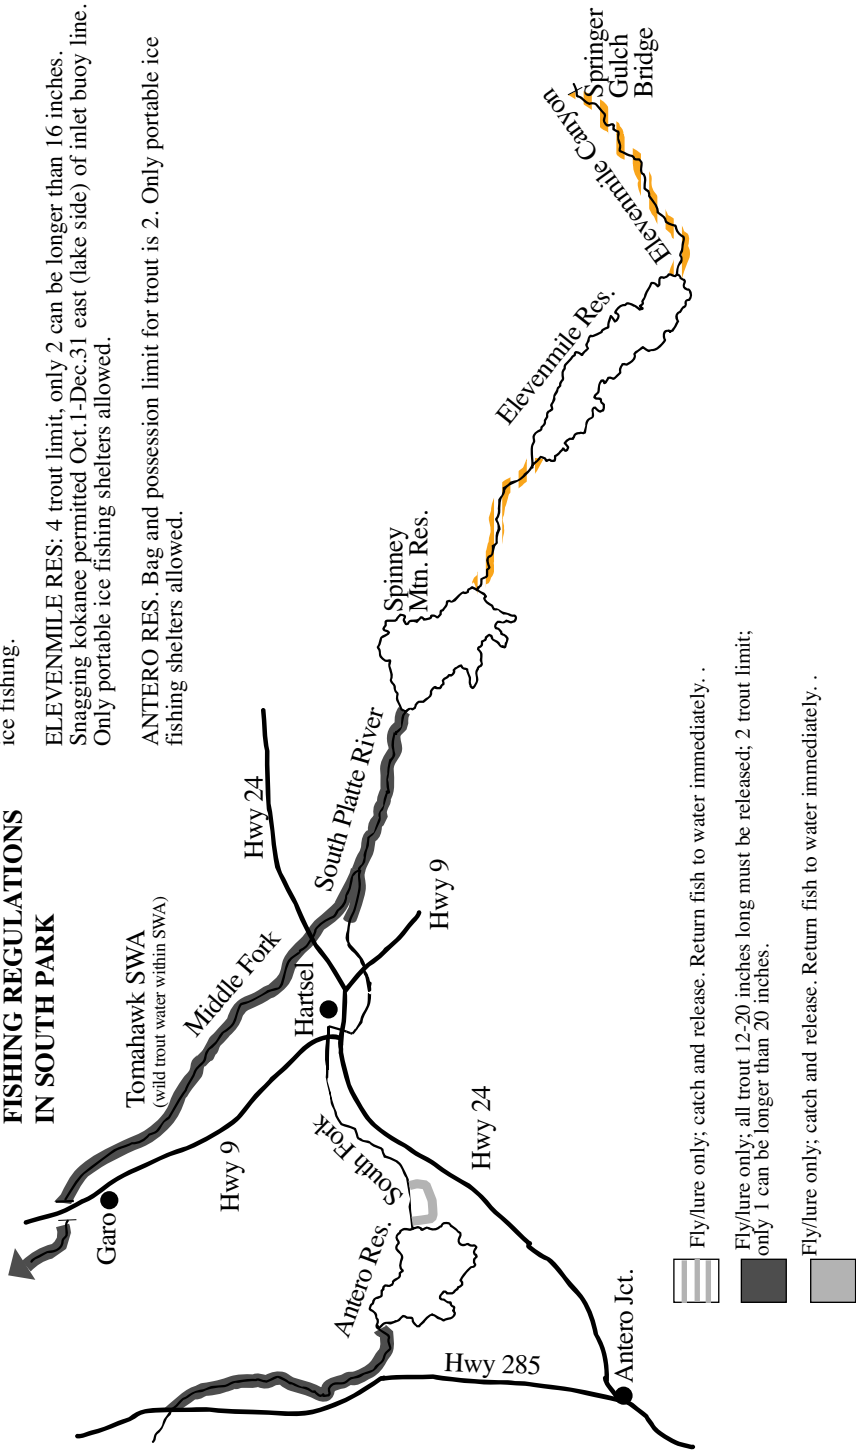 FISHING REGULATIONS
IN SOUTH PARK
ice fishing.
ELEVENMILE RES: 4 trout limit, only 2 can be longer than 16 inches.
Snagging kokanee permitted Oct.1-Dec.31 east (lake side) of inlet buoy line.
Only portable ice fishing shelters allowed.
ANTERO RES. Bag and possession limit for trout is 2. Only portable ice
fishing shelters allowed.
Tomahawk SWA
(wild trout water within SWA)
Garo
Hwy 9
Middle Fork
Hwy 24
Hartsel
South Platte River
Hwy 9
Spinney
Mtn. Res.
Elevenmile Res.
Elevenmile Canyon
Springer
Gulch
Bridge
Antero Res.
South Fork
Hwy 24
Hwy 285
Antero Jct.
Fly/lure only; catch and release. Return fish to water immediately. .
Fly/lure only; all trout 12-20 inches long must be released; 2 trout limit;
only 1 can be longer than 20 inches.
Fly/lure only; catch and release. Return fish to water immediately. .